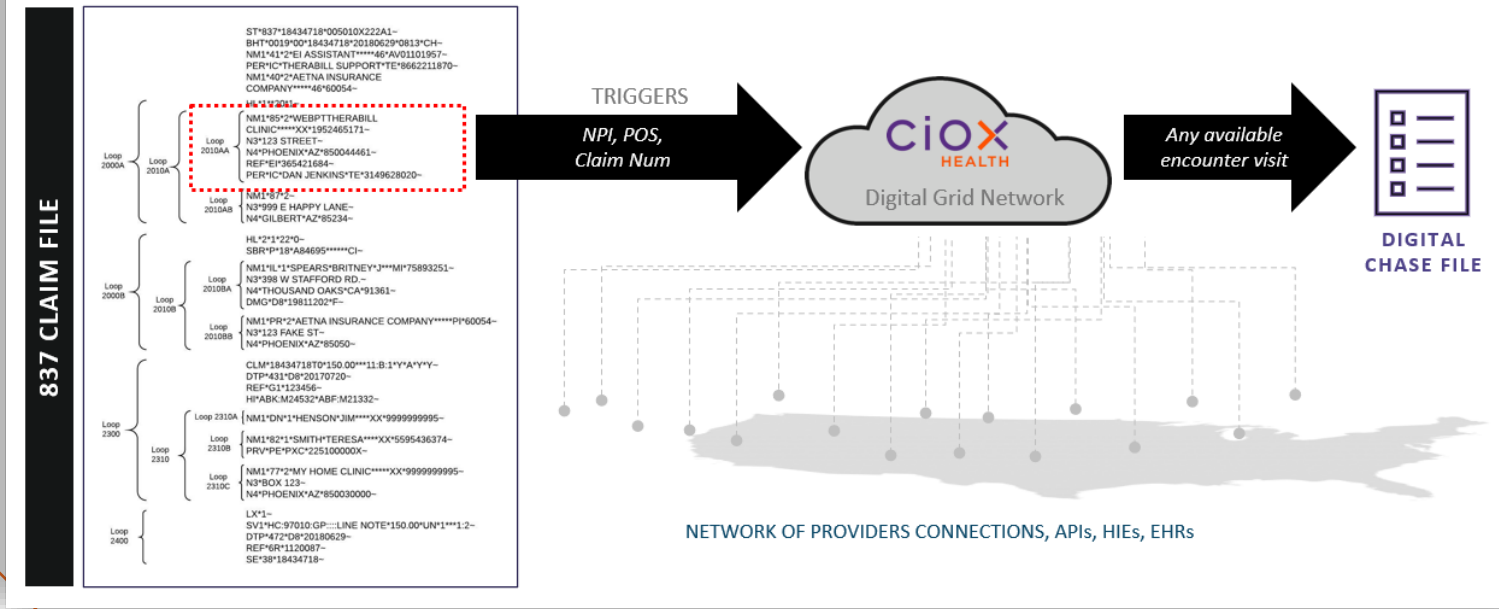 837 CLAIM FILE
ST*837*18434718*005010X222A1~
BHT*0019*00*18434718*20180629*0813*CH~
NM1*41*2*EI ASSISTANT*****46*AV01101957~
PER*IC*THERABILL SUPPORT*TE*8662211870~
NM1*40*2*AETNA INSURANCE
COMPANY*****46*60054~
HL*1**20*1~
Loop
2000A
Loop
2010A
Loop
2010AA
NM1*85*2*WEBPTTHERABILL
CLINIC*****XX*1952465171~
N3*123 STREET~
N4*PHOENIX*AZ*850044461~
REF*EI*365421684~
PER*IC*DAN JENKINS*TE*3149628020~
Loop
2010AB
NM1*87*2~
N3*999 E HAPPY LANE~
N4*GILBERT*AZ*85234~
HL*2*1*22*0~
SBR*P*18*A84695******CI~
Loop
2000B
Loop
2010B
Loop
2010BA
NM1*IL*1*SPEARS*BRITNEY*J***MI*75893251~
N3*398 W STAFFORD RD.~
N4*THOUSAND OAKS*CA*91361~
DMG*D8*19811202*F~
Loop
2010BB
NM1*PR*2*AETNA INSURANCE COMPANY*****PI*60054~
N3*123 FAKE ST~
N4*PHOENIX*AZ*85050~
CLM*18434718T0*150.00***11:B:1*Y*A*Y*Y~
DTP*431*D8*20170720~
REF*G1*123456~
HI*ABK:M24532*ABF:M21332~
Loop
2300
Loop
2310
Loop 2310A
NM1*DN*1*HENSON*JIM****XX*9999999995~
Loop
2310B
NM1*82*1*SMITH*TERESA****XX*5595436374~
PRV*PE*PXC*225100000X~
Loop
2310C
NM1*77*2*MY HOME CLINIC*****XX*9999999995~
N3*BOX 123~
N4*PHOENIX*AZ*850030000~
Loop
2400
LX*1~
SV1*HC:97010:GP::::LINE NOTE*150.00*UN*1***1:2~
DTP*472*D8*20180629~
REF*6R*1120087~
SE*38*18434718~
TRIGGERS
NPI, POS,
Claim Num
ciox
HEALTH
Digital Grid Network
Any available
encounter visit
DIGITAL
CHASE FILE
NETWORK OF PROVIDERS CONNECTIONS, APIs, HIEs, EHRs